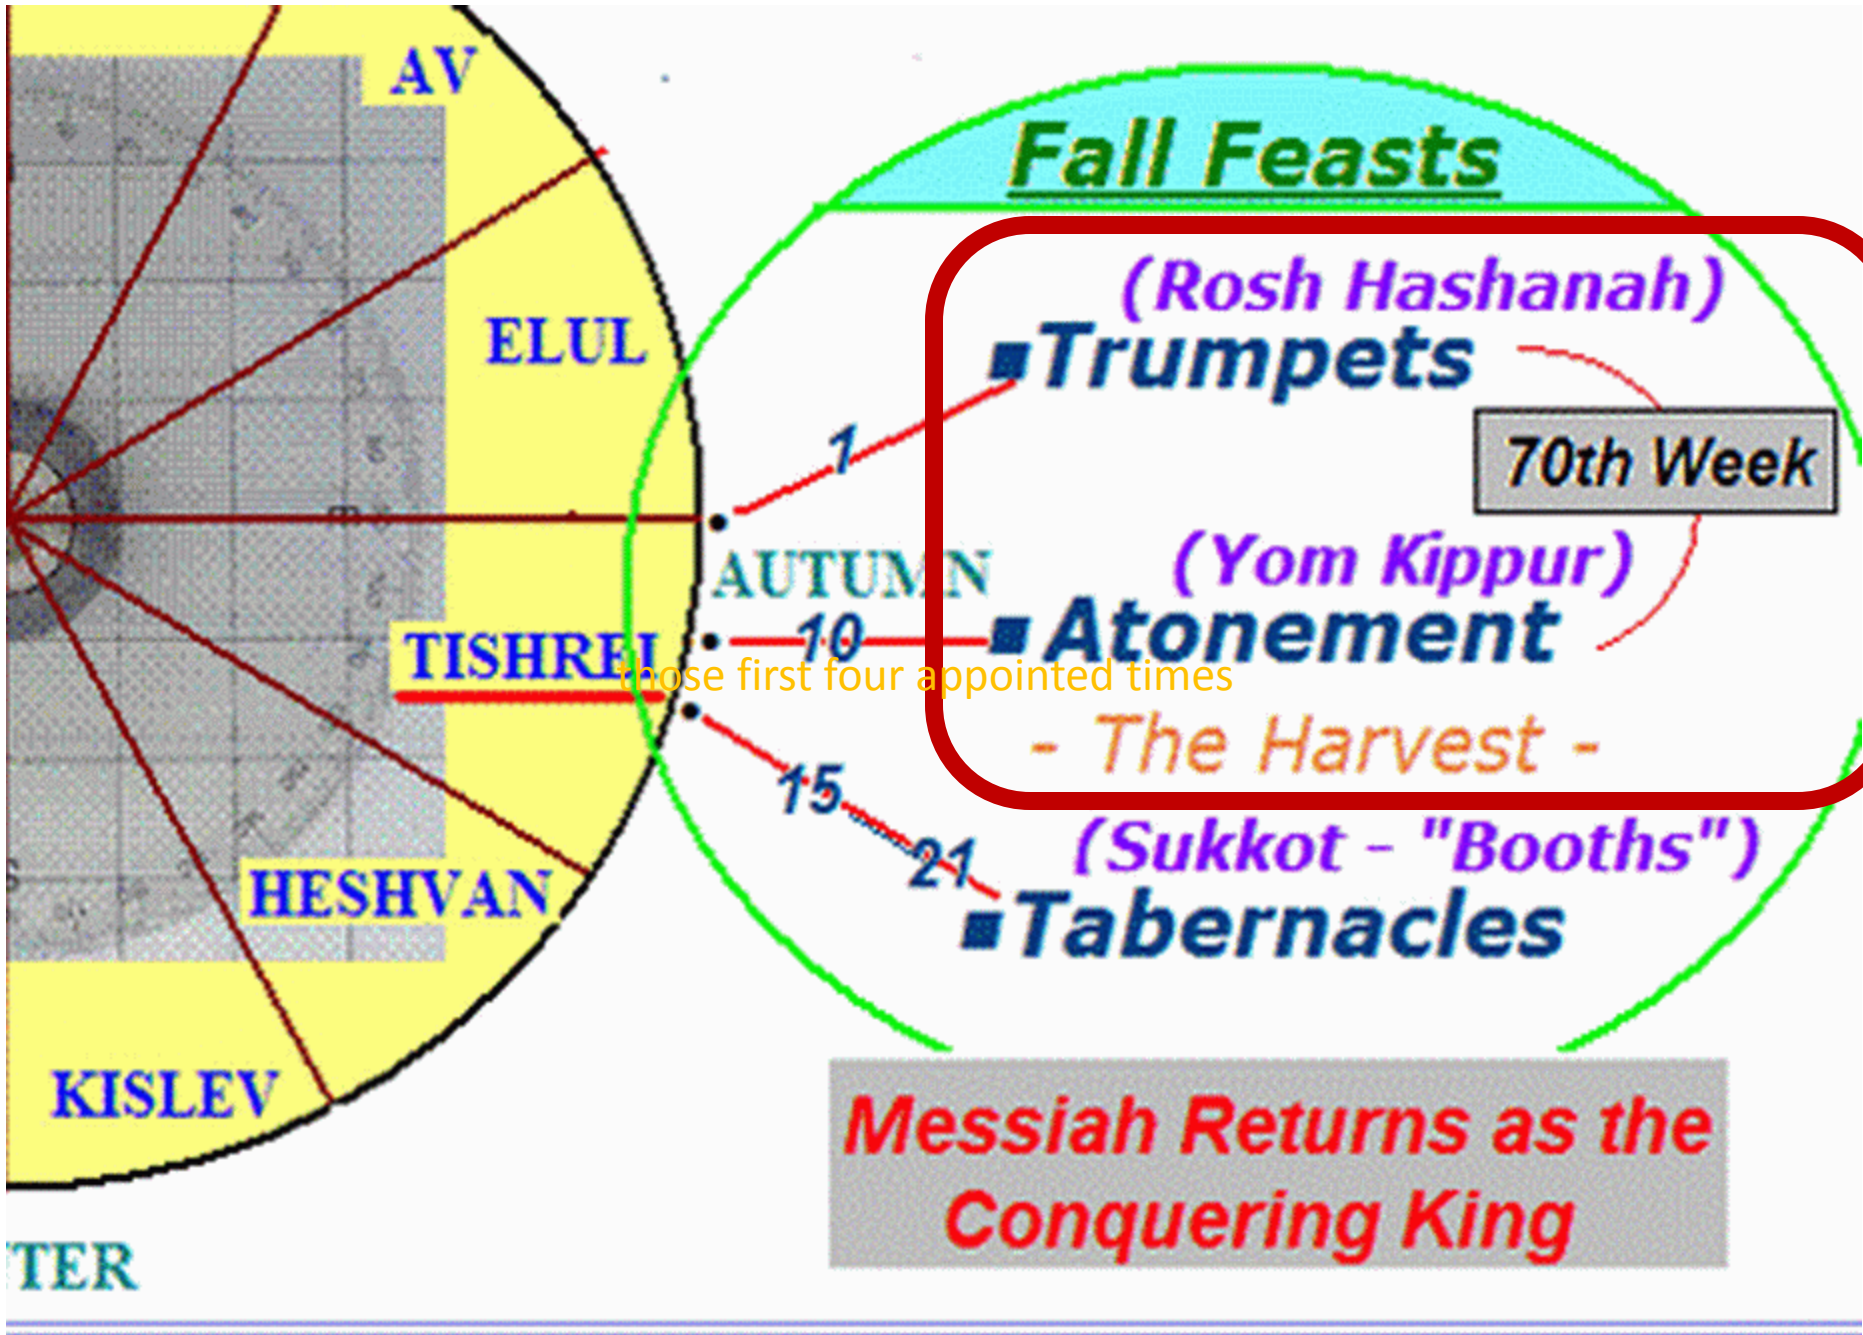 AV
ELUL
TISHREI
HESHVAN
KISLEV
TER
AUTUMN
Fall Feasts
(Rosh Hashanah)
1
■Trumpets
70th Week
(Yom Kippur)
10
■Atonement
those first four appointed times
- The Harvest -
15
21
(Sukkot - "Booths")
■Tabernacles
Messiah Returns as the
Conquering King